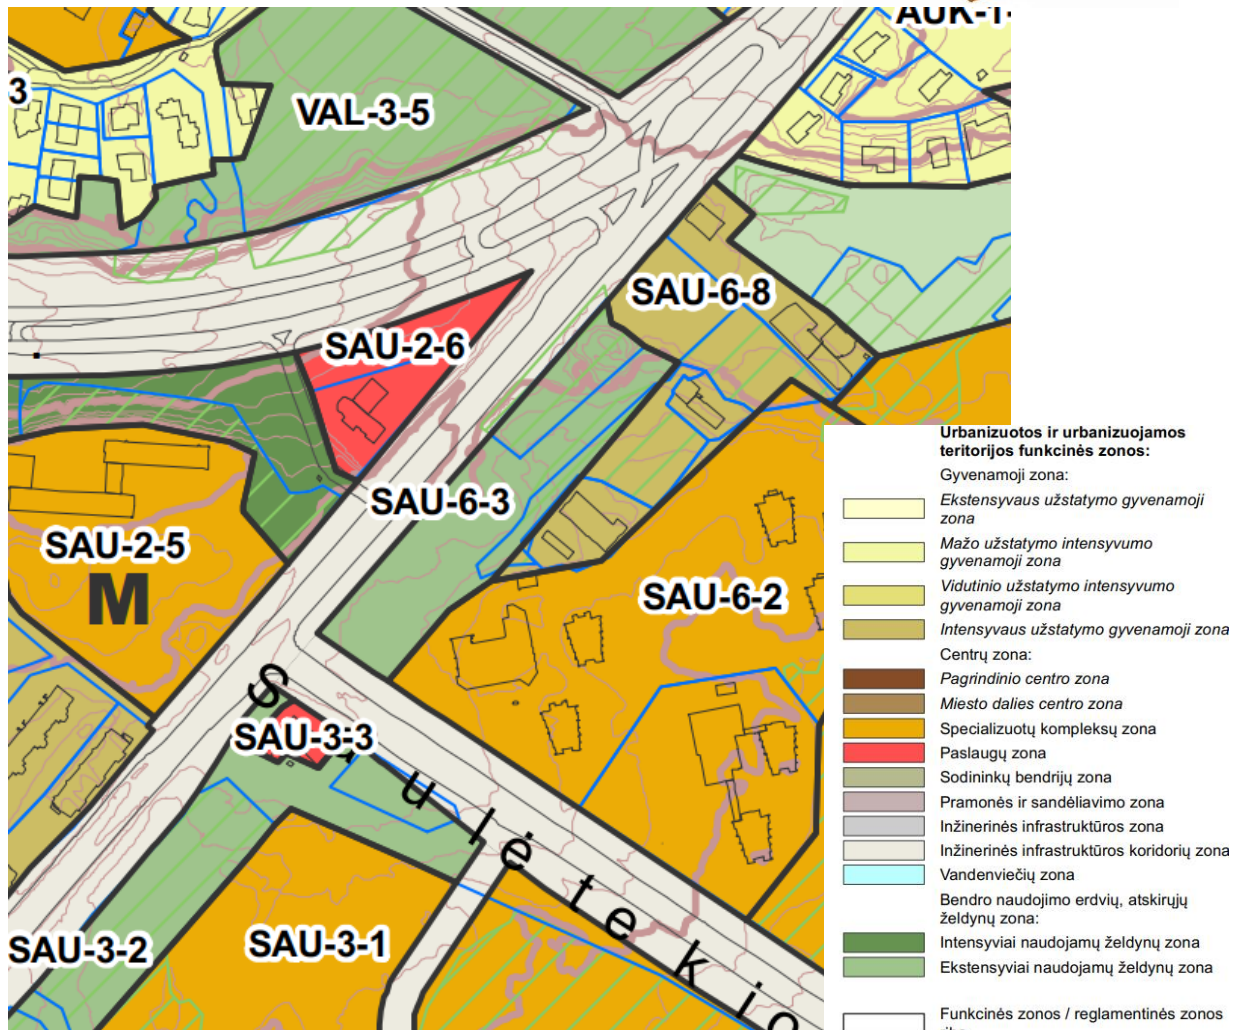 AUK-1-
3
VAL-3-5
SAU-6-8
SAU-2-6
SAU-6-3
SAU-2-5
M
SAU-6-2
SAU-3-3
Saulėtekio
SAU-3-2
SAU-3-1
Urbanizuotos ir urbanizuojamos
teritorijos funkcinės zonos:
Gyvenamoji zona:
Ekstensyvaus užstatymo gyvenamoji
zona
Mažo užstatymo intensyvumo
gyvenamoji zona
Vidutinio užstatymo intensyvumo
gyvenamoji zona
Intensyvaus užstatymo gyvenamoji zona
Centrų zona:
Pagrindinio centro zona
Miesto dalies centro zona
Specializuotų kompleksų zona
Paslaugų zona
Sodininkų bendrijų zona
Pramonės ir sandėliavimo zona
Inžinerinės infrastruktūros zona
Inžinerinės infrastruktūros koridorių zona
Vandenviečių zona
Bendro naudojimo erdvių, atskirųjų
želdynų zona:
Intensyviai naudojamų želdynų zona
Ekstensyviai naudojamų želdynų zona
Funkcinės zonos / reglamentinės zonos